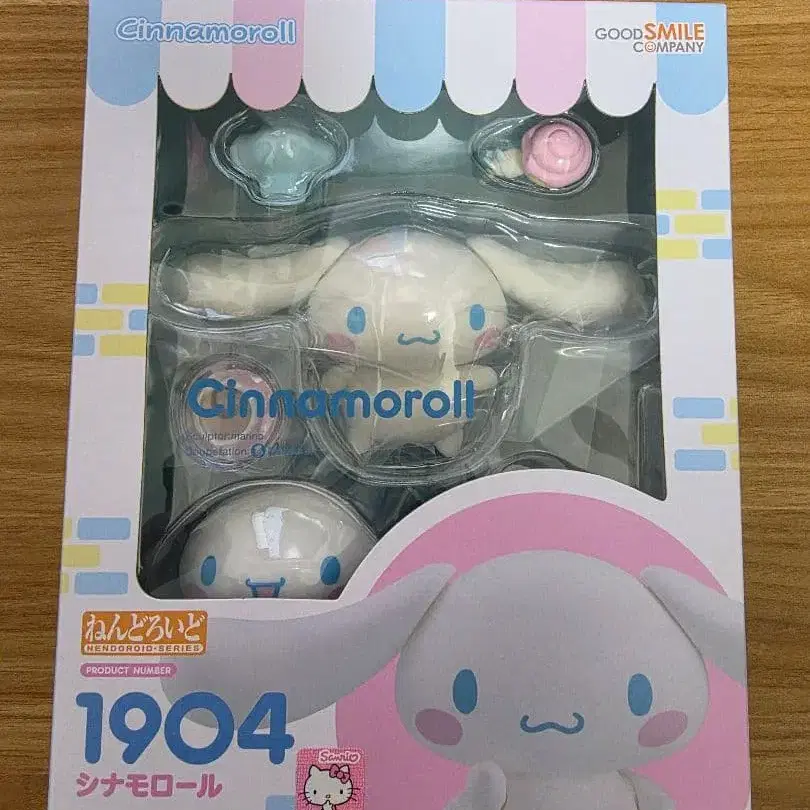 Cinnamoroll
GOOD SMILE
COMPANY
Cinnamoroll
Sculptor:
ねんどろいど
NENDOROID-SERIES
PRODUCT NUMBER
1904
シナモロール
Sanrio